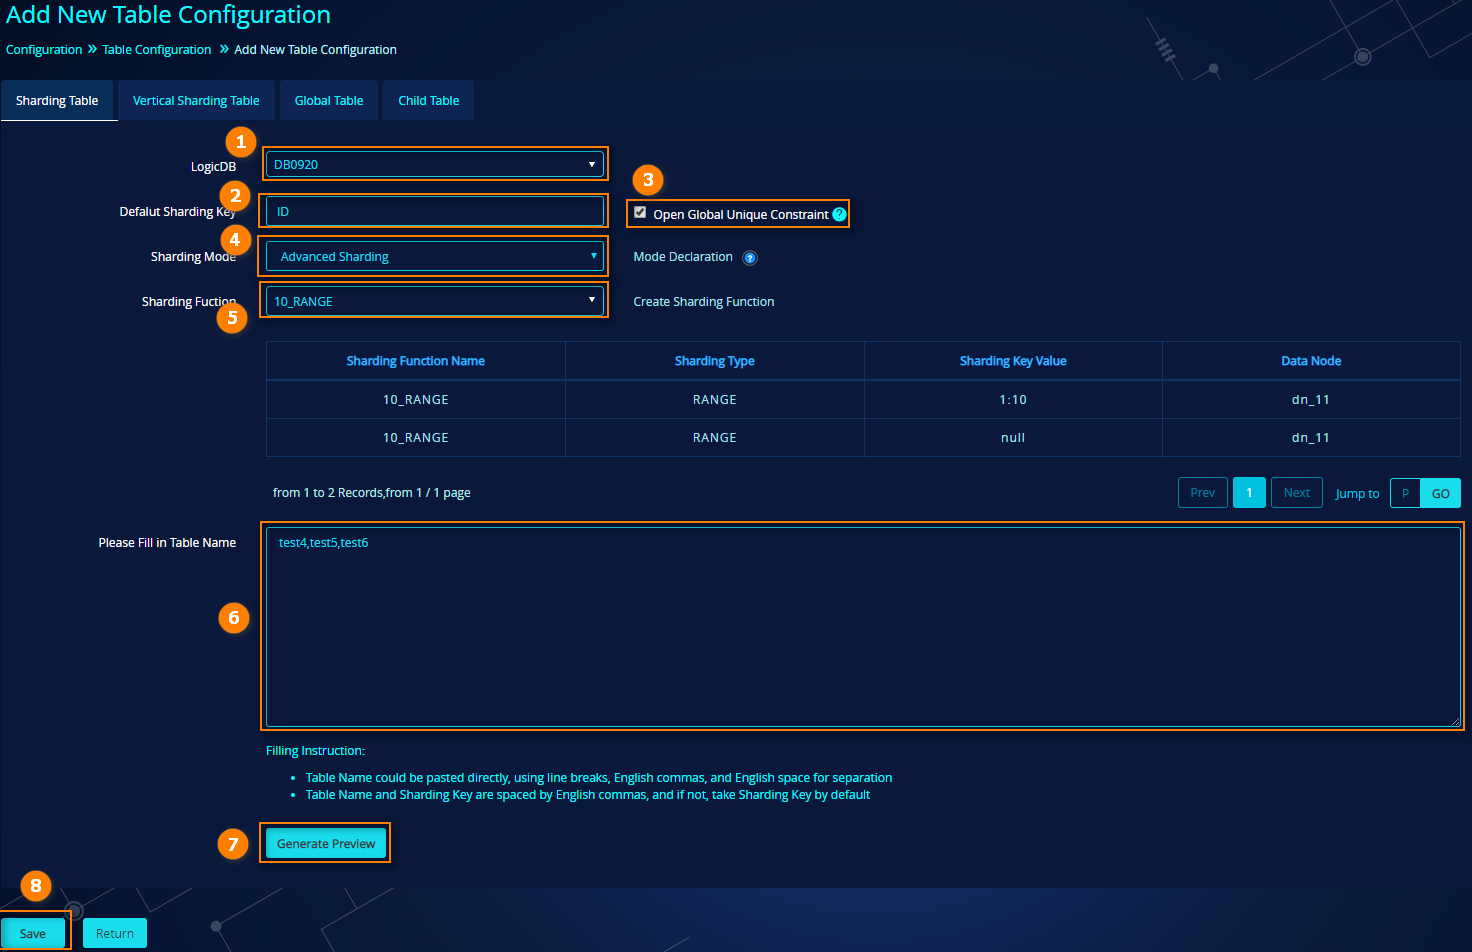 Add New Table Configuration
Configuration » Table Configuration » Add New Table Configuration
Sharding Table Vertical Sharding Table Global Table Child Table
1
LogicDB DB0920
2 3
Defalut Sharding Key ID Open Global Unique Constraint ?
4
Sharding Mode Advanced Sharding Mode Declaration ?
Sharding Fuction 10_RANGE Create Sharding Function
5
Sharding Function Name Sharding Type Sharding Key Value Data Node
10_RANGE RANGE 1:10 dn_11
10_RANGE RANGE null dn_11
from 1 to 2 Records,from 1 / 1 page Prev 1 Next Jump to P GO
Please Fill in Table Name test4,test5,test6
6
Filling Instruction:
• Table Name could be pasted directly, using line breaks, English commas, and English space for separation
• Table Name and Sharding Key are spaced by English commas, and if not, take Sharding Key by default
7 Generate Preview
8
Save Return